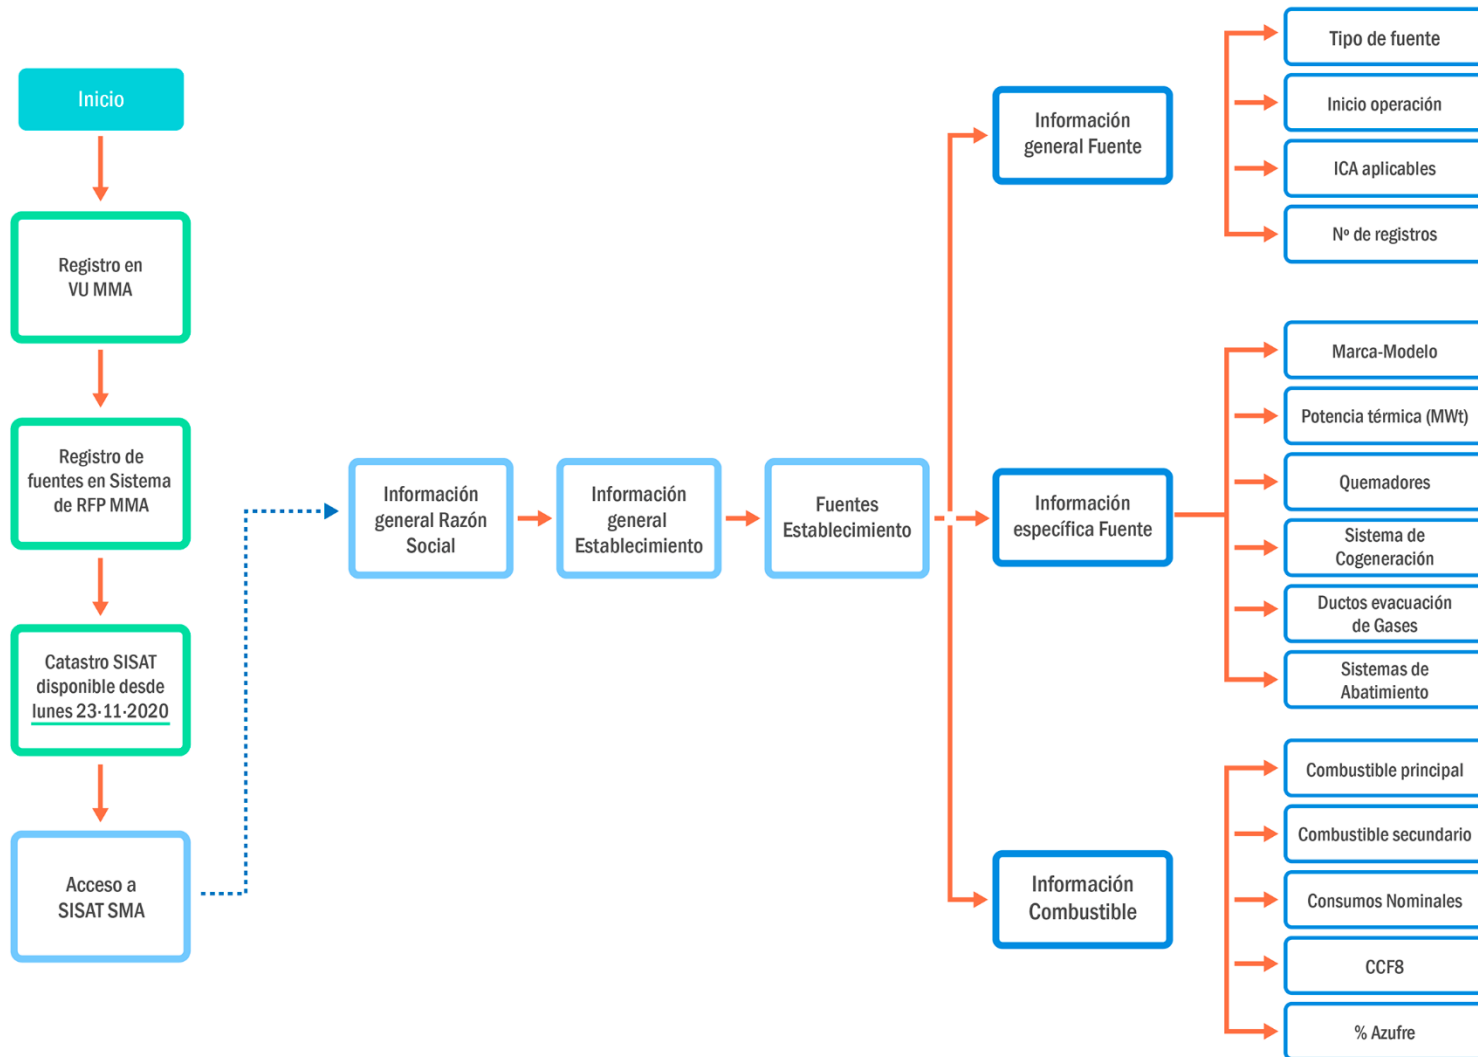 Inicio
Registro en
VU MMA
Registro de
fuentes en Sistema
de RFP MMA
Catastro SISAT
disponible desde
lunes 23·11·2020
Acceso a
SISAT SMA
Información
general Razón
Social
Información
general
Establecimiento
Fuentes
Establecimiento
Información
general Fuente
Tipo de fuente
Inicio operación
ICA aplicables
Nº de registros
Información
específica Fuente
Marca-Modelo
Potencia térmica (MWt)
Quemadores
Sistema de
Cogeneración
Ductos evacuación
de Gases
Sistemas de
Abatimiento
Información
Combustible
Combustible principal
Combustible secundario
Consumos Nominales
CCF8
% Azufre